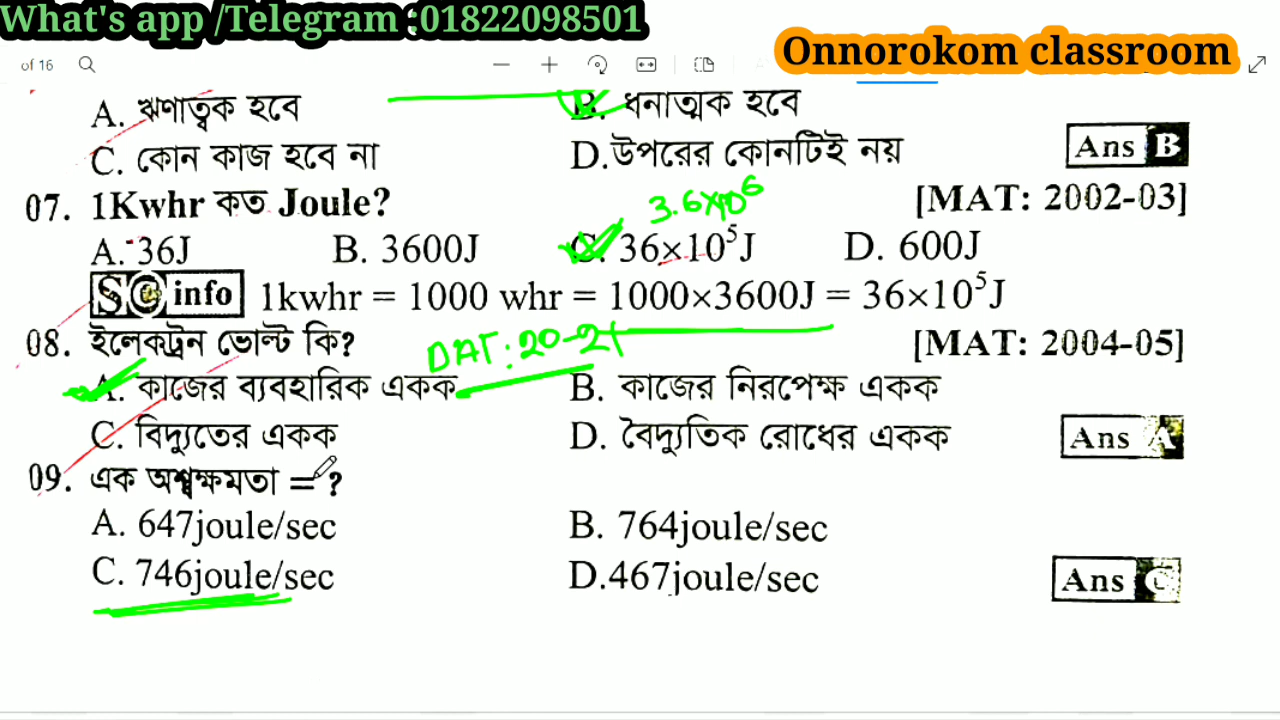 What's app /Telegram :01822098501
Onnorokom classroom
of 16
A. ঋণাত্বক হবে B. ধনাত্মক হবে
C. কোন কাজ হবে না D.উপরের কোনটিই নয় Ans B
3.6×10⁶
07. 1Kwhr কত Joule? [MAT: 2002-03]
A. 36J B. 3600J C. 36×10⁵J D. 600J
SC info 1kwhr = 1000 whr = 1000×3600J = 36×10⁵J
08. ইলেকট্রন ভোল্ট কি? DAT: 20-21 [MAT: 2004-05]
A. কাজের ব্যবহারিক একক B. কাজের নিরপেক্ষ একক
C. বিদ্যুতের একক D. বৈদ্যুতিক রোধের একক Ans A
09. এক অশ্বক্ষমতা = ?
A. 647joule/sec B. 764joule/sec
C. 746joule/sec D.467joule/sec Ans C